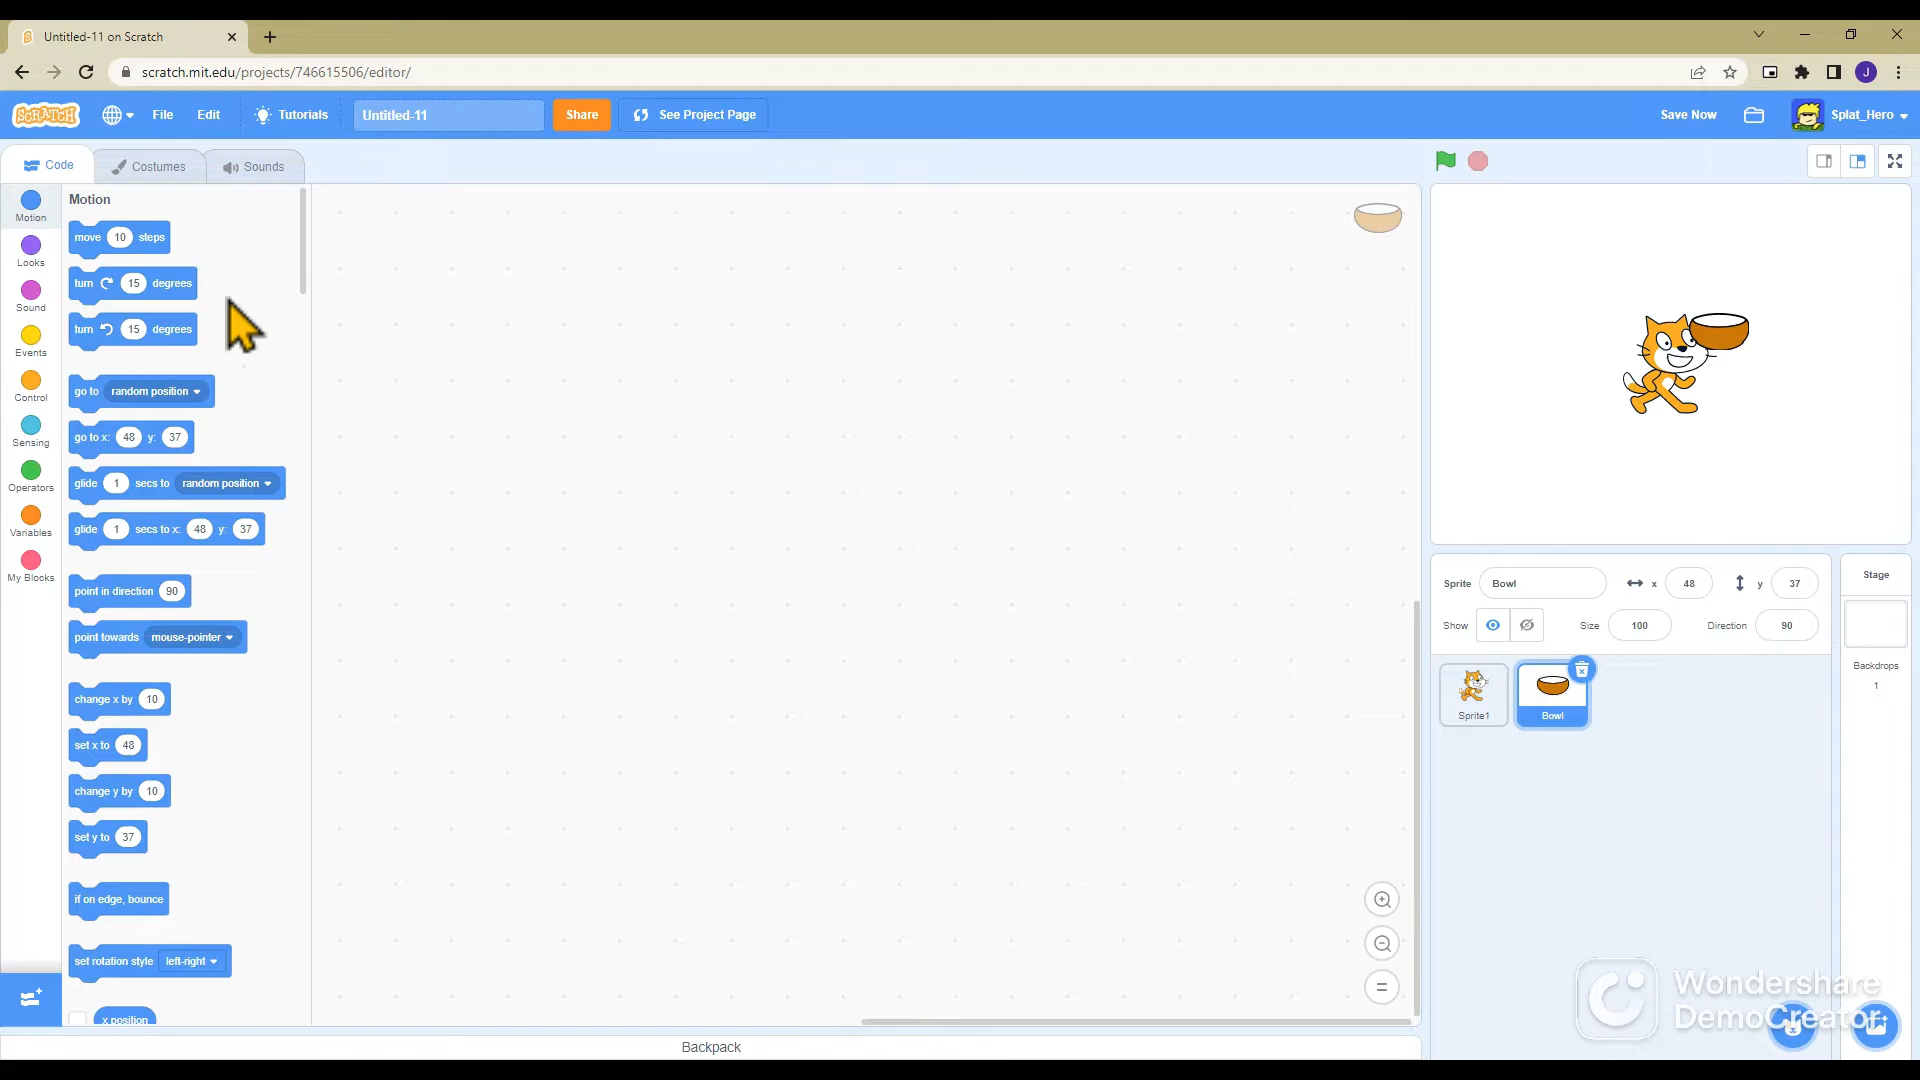 Untitled-11 on Scratch
scratch.mit.edu/projects/746615506/editor/
J
SCRATCH
File
Edit
Tutorials
Untitled-11
Share
See Project Page
Save Now
Splat_Hero
Code
Costumes
Sounds
Motion
Looks
Sound
Events
Control
Sensing
Operators
Variables
My Blocks
Motion
move 10 steps
turn 15 degrees
turn 15 degrees
go to random position
go to x: 48 y: 37
glide 1 secs to random position
glide 1 secs to x: 48 y: 37
point in direction 90
point towards mouse-pointer
change x by 10
set x to 48
change y by 10
set y to 37
if on edge, bounce
set rotation style left-right
x position
Backpack
Sprite Bowl x 48 y 37
Show Size 100 Direction 90
Sprite1
Bowl
Stage
Backdrops
1
Wondershare
DemoCreator